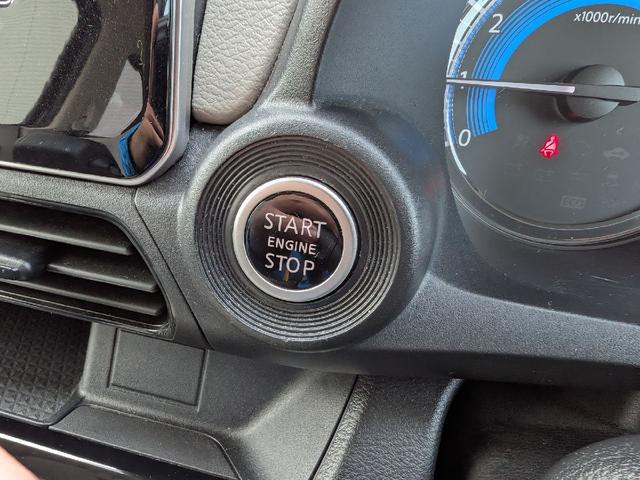 START
ENGINE
STOP
x1000r/min
2
1
0